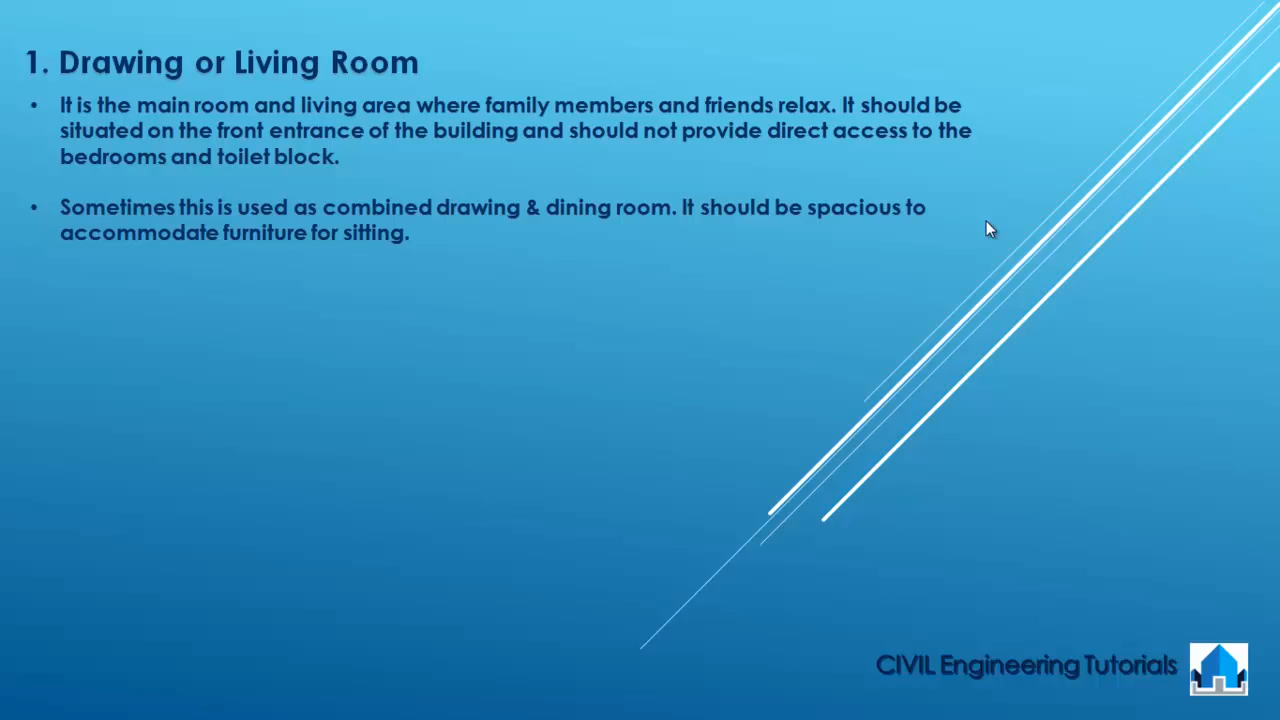 1. Drawing or Living Room
• It is the main room and living area where family members and friends relax. It should be
situated on the front entrance of the building and should not provide direct access to the
bedrooms and toilet block.
• Sometimes this is used as combined drawing & dining room. It should be spacious to
accommodate furniture for sitting.
CIVIL Engineering Tutorials